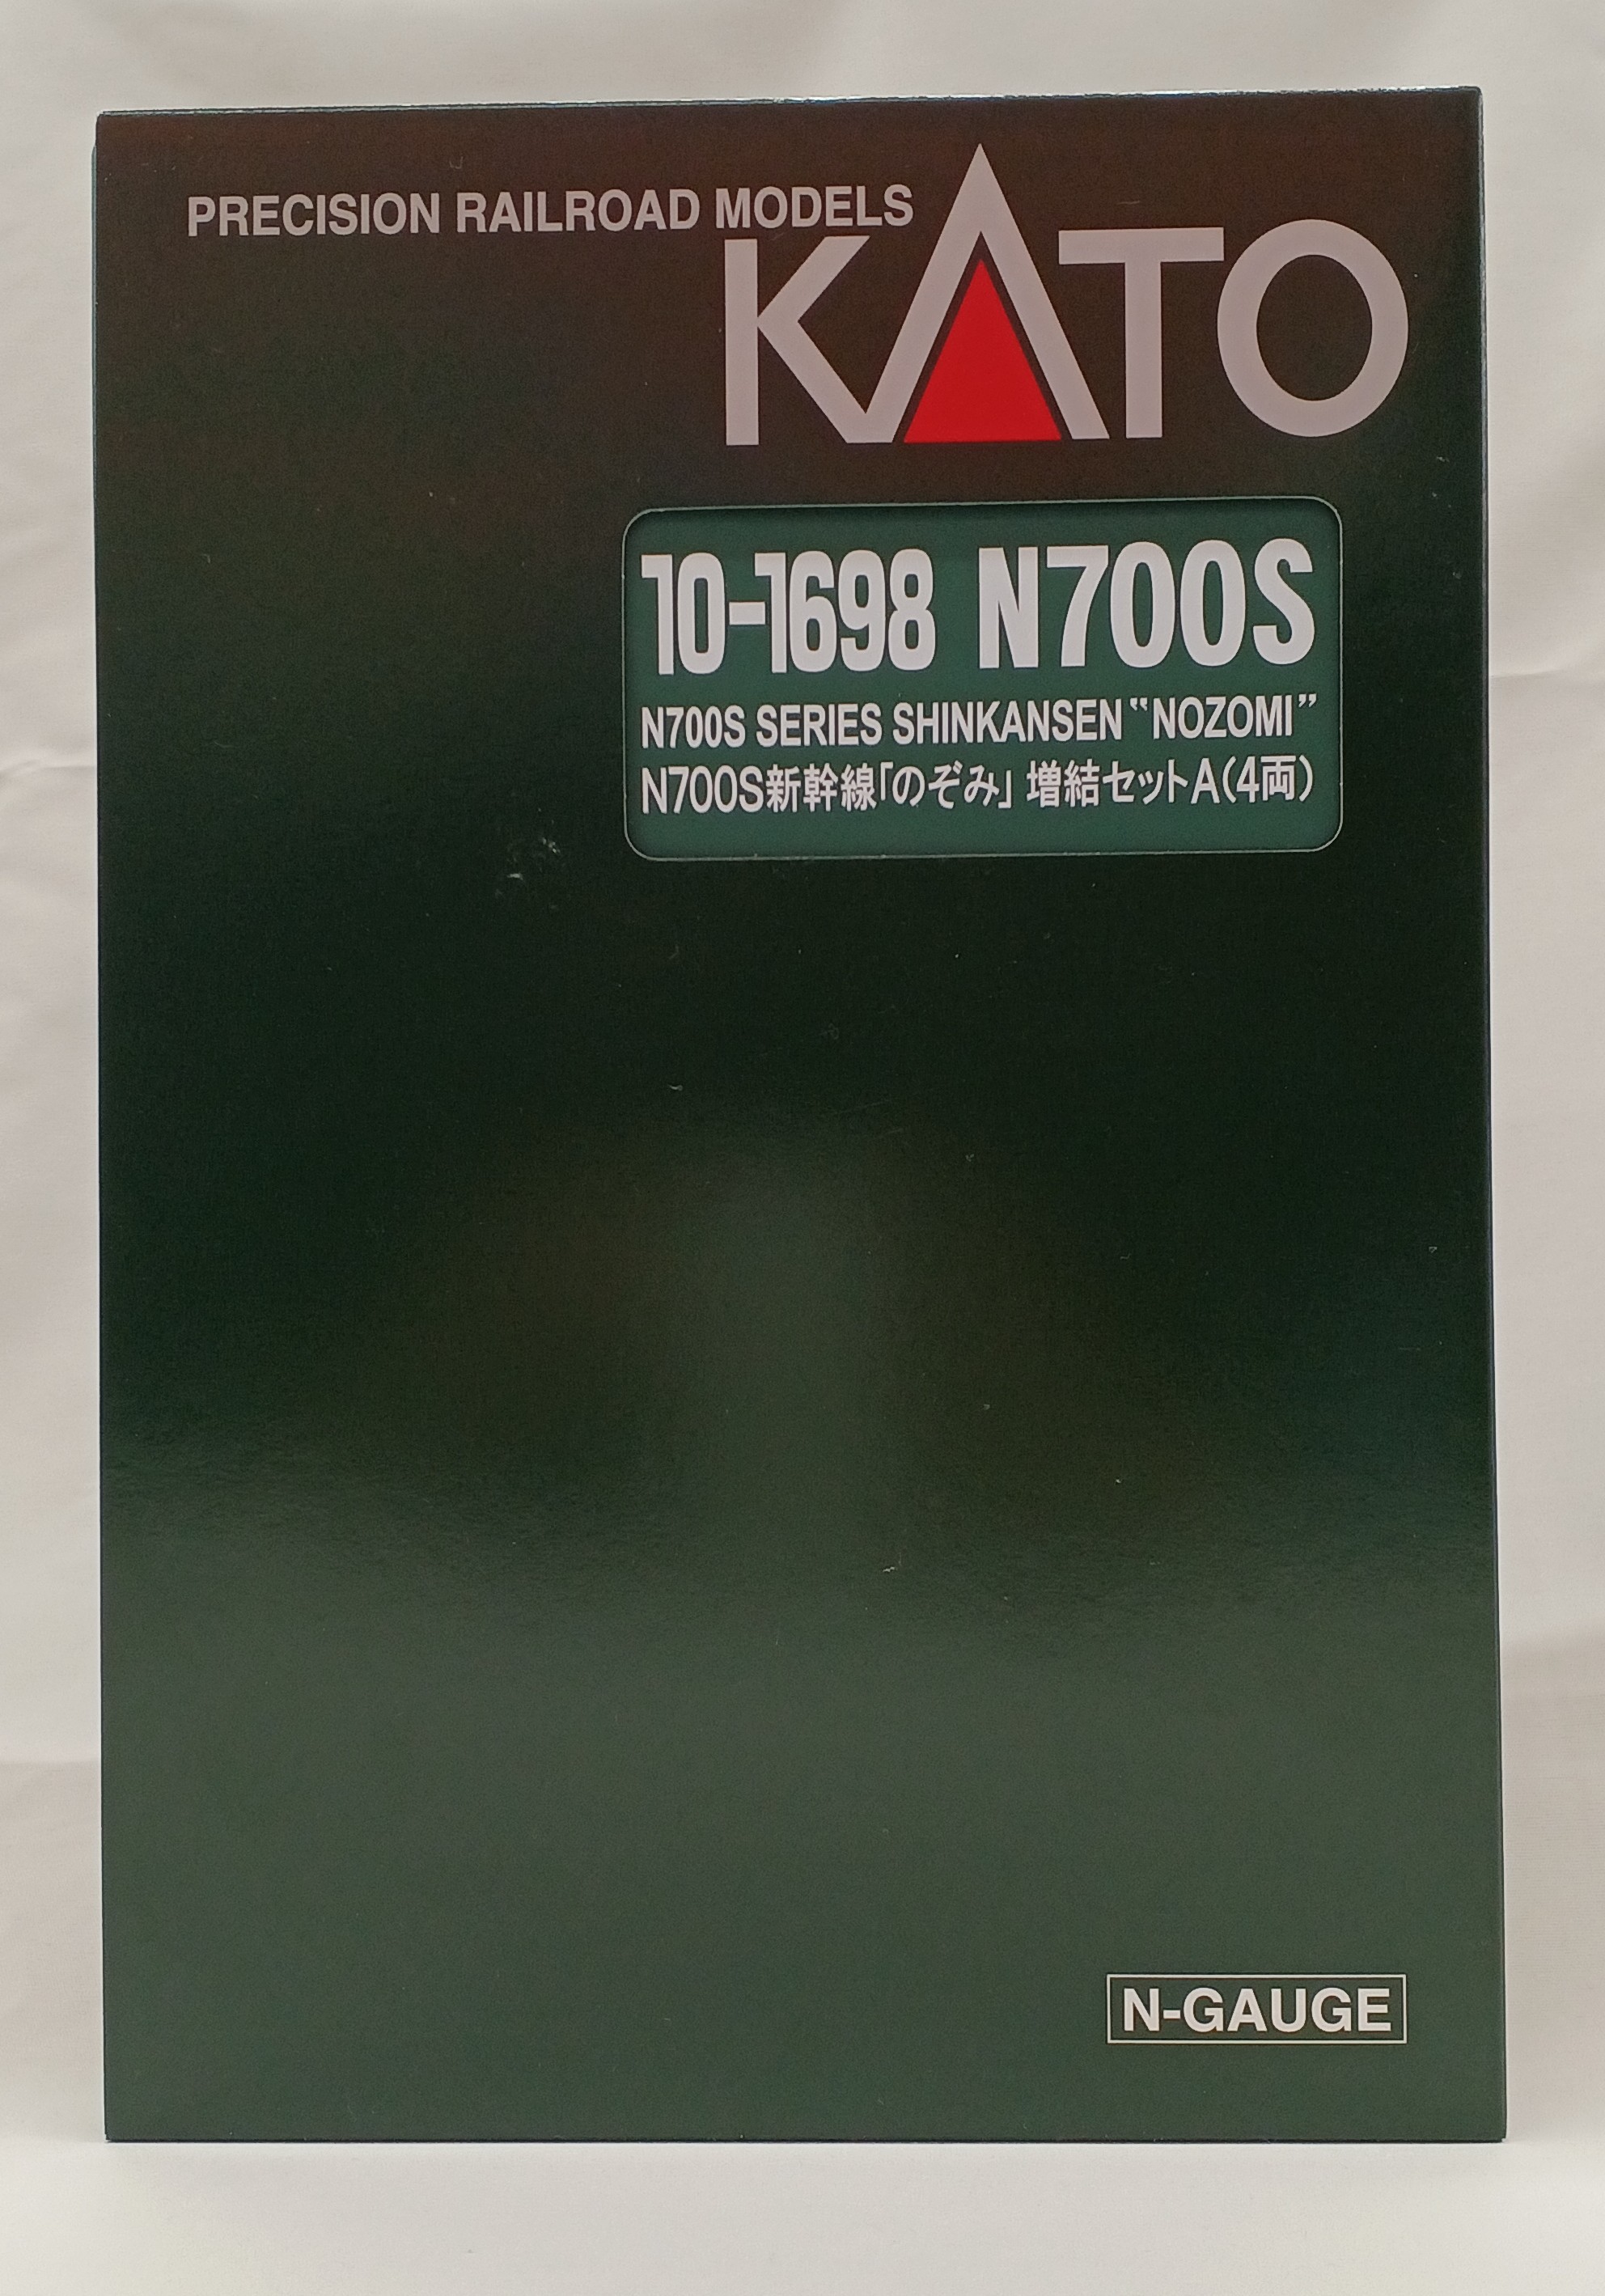 PRECISION RAILROAD MODELS
KATO
10-1698 N700S
N700S SERIES SHINKANSEN “NOZOMI”
N700S新幹線「のぞみ」 増結セットA(4両)
N-GAUGE